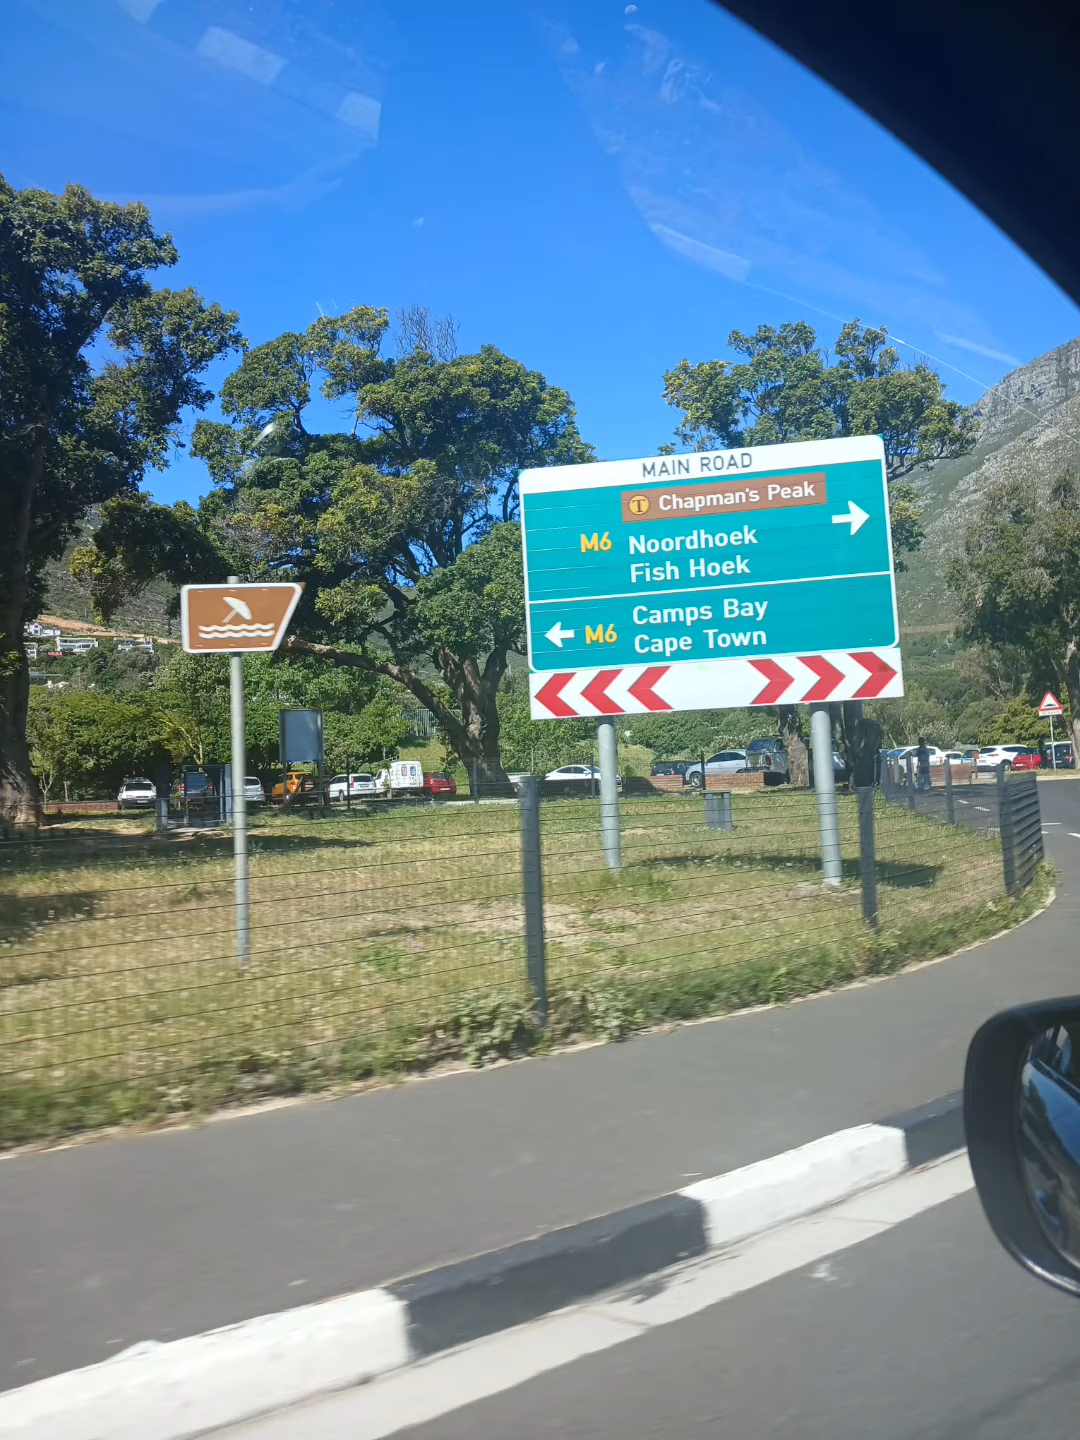 MAIN ROAD
T Chapman's Peak
M6 Noordhoek
Fish Hoek
M6 Camps Bay
Cape Town